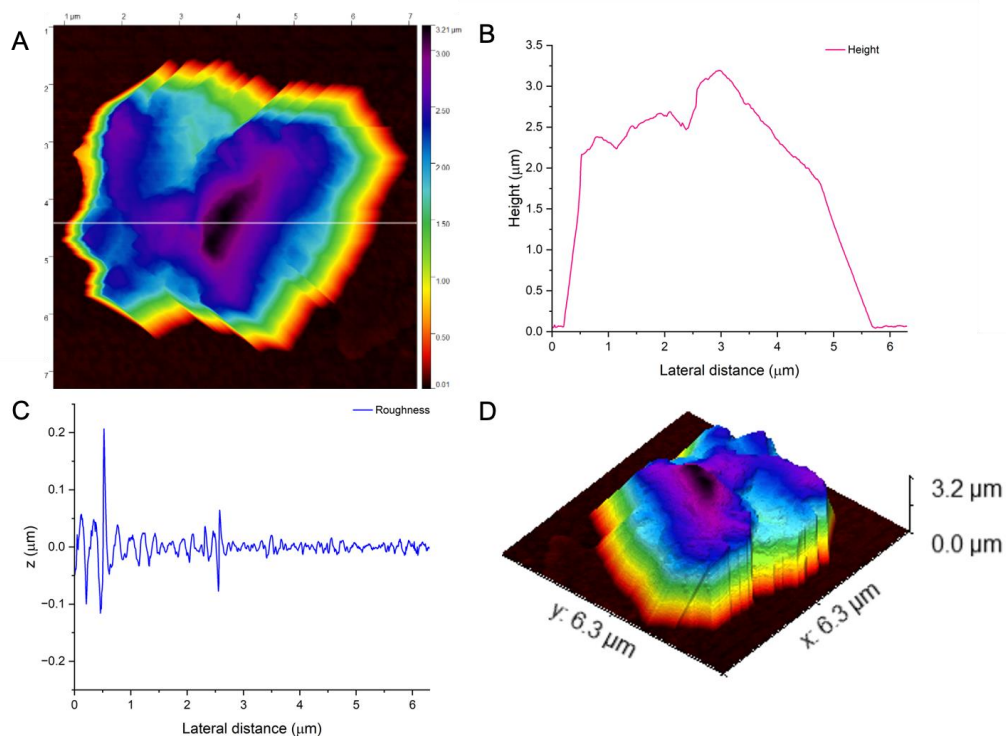 A
1 µm 2 3 4 5 6 7
1
2
3
4
5
6
7
3.21 µm
3.00
2.50
2.00
1.50
1.00
0.50
0.01
B
Height
3.5
3.0
2.5
2.0
1.5
1.0
0.5
0.0
Height (µm)
0 1 2 3 4 5 6
Lateral distance (µm)
C
Roughness
0.2
0.1
0.0
−0.1
−0.2
z (µm)
0 1 2 3 4 5 6
Lateral distance (µm)
D
3.2 µm
0.0 µm
y: 6.3 µm
x: 6.3 µm